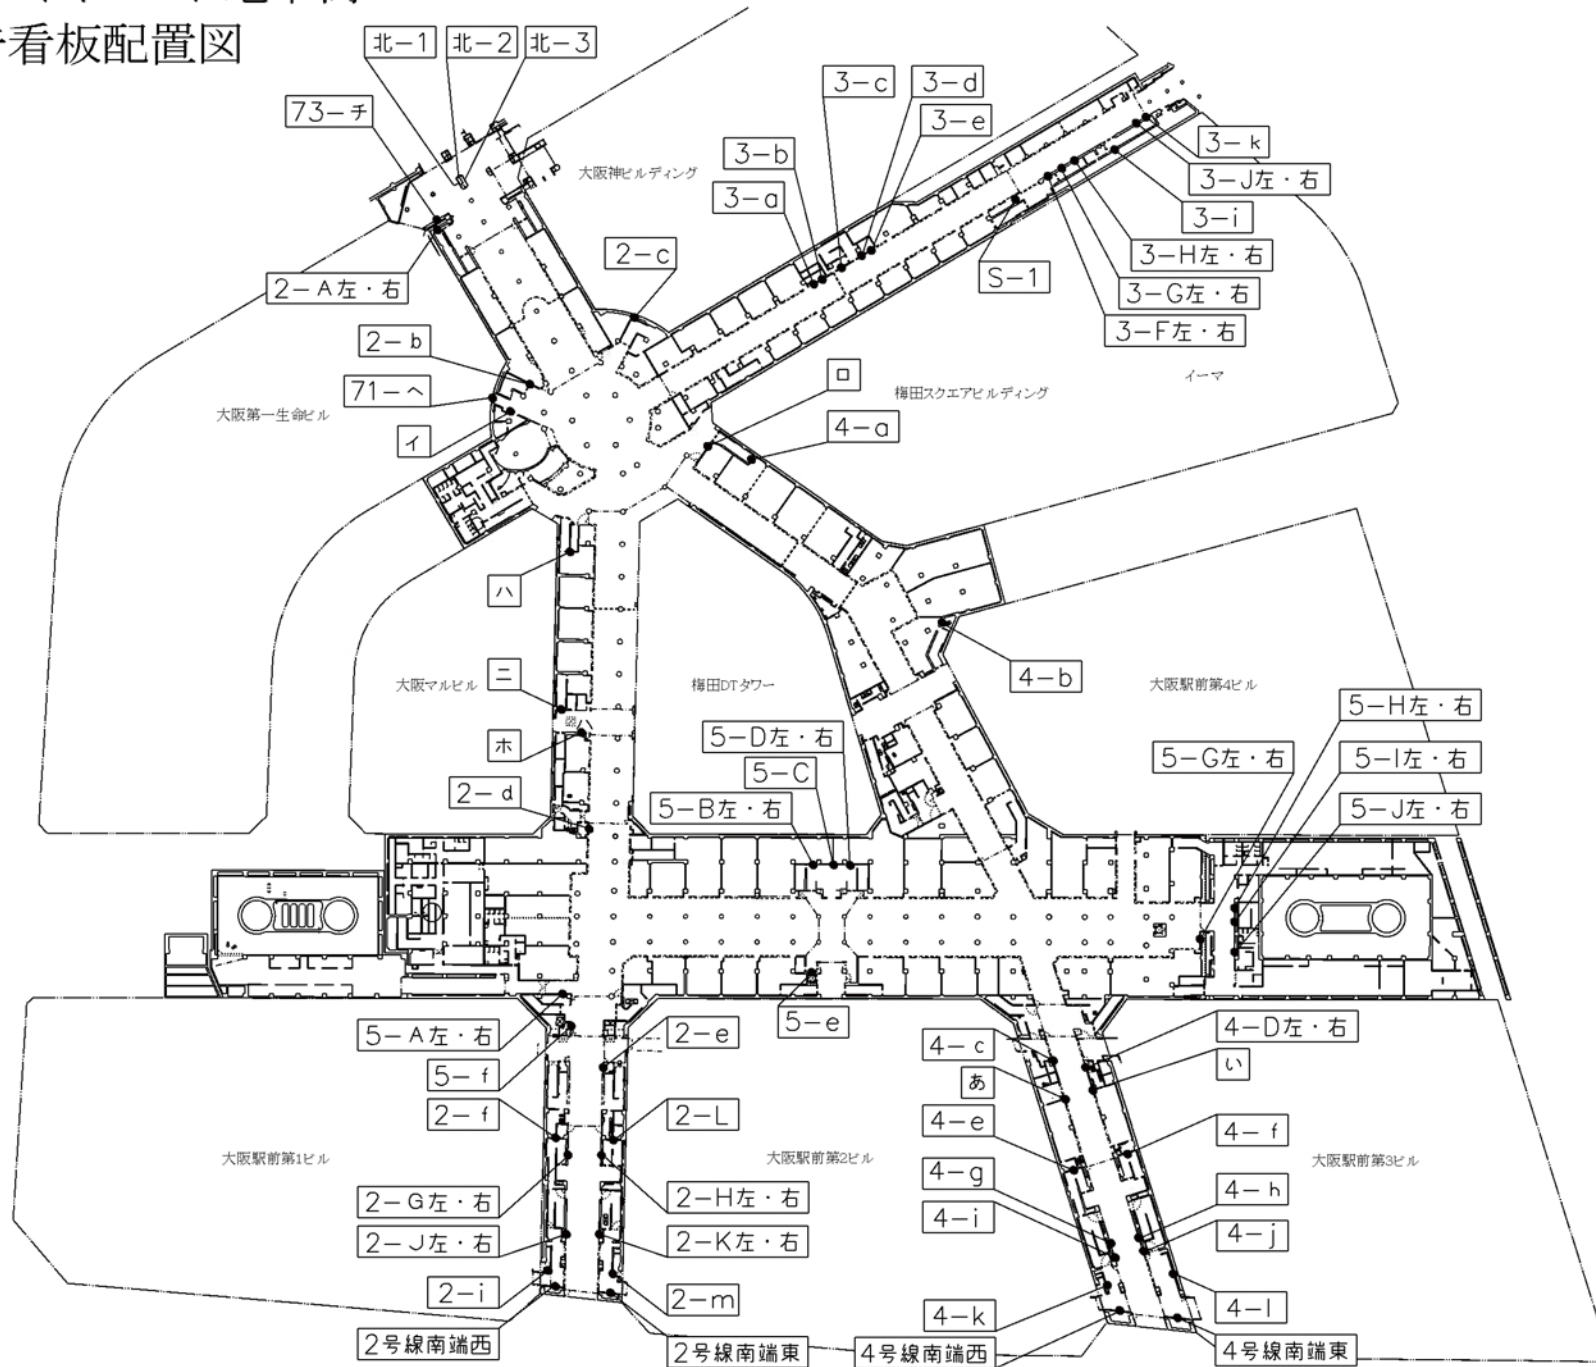 看板配置図
北-1
北-2
北-3
73-チ
大阪神ビルディング
3-c
3-d
3-e
3-b
3-a
3-k
3-J左・右
3-i
3-H左・右
3-G左・右
3-F左・右
S-1
2-A左・右
2-c
2-b
71-ヘ
イ
大阪第一生命ビル
ロ
4-a
梅田スクエアビルディング
イーマ
ハ
ニ
ホ
大阪マルビル
梅田DTタワー
4-b
大阪駅前第4ビル
2-d
5-D左・右
5-C
5-B左・右
5-H左・右
5-G左・右
5-I左・右
5-J左・右
5-A左・右
5-f
2-e
5-e
4-c
あ
4-D左・右
い
2-f
2-L
4-e
4-f
大阪駅前第1ビル
大阪駅前第2ビル
大阪駅前第3ビル
2-G左・右
2-H左・右
4-g
4-h
2-J左・右
2-K左・右
4-i
4-j
2-i
2-m
4-k
4-l
2号線南端西
2号線南端東
4号線南端西
4号線南端東